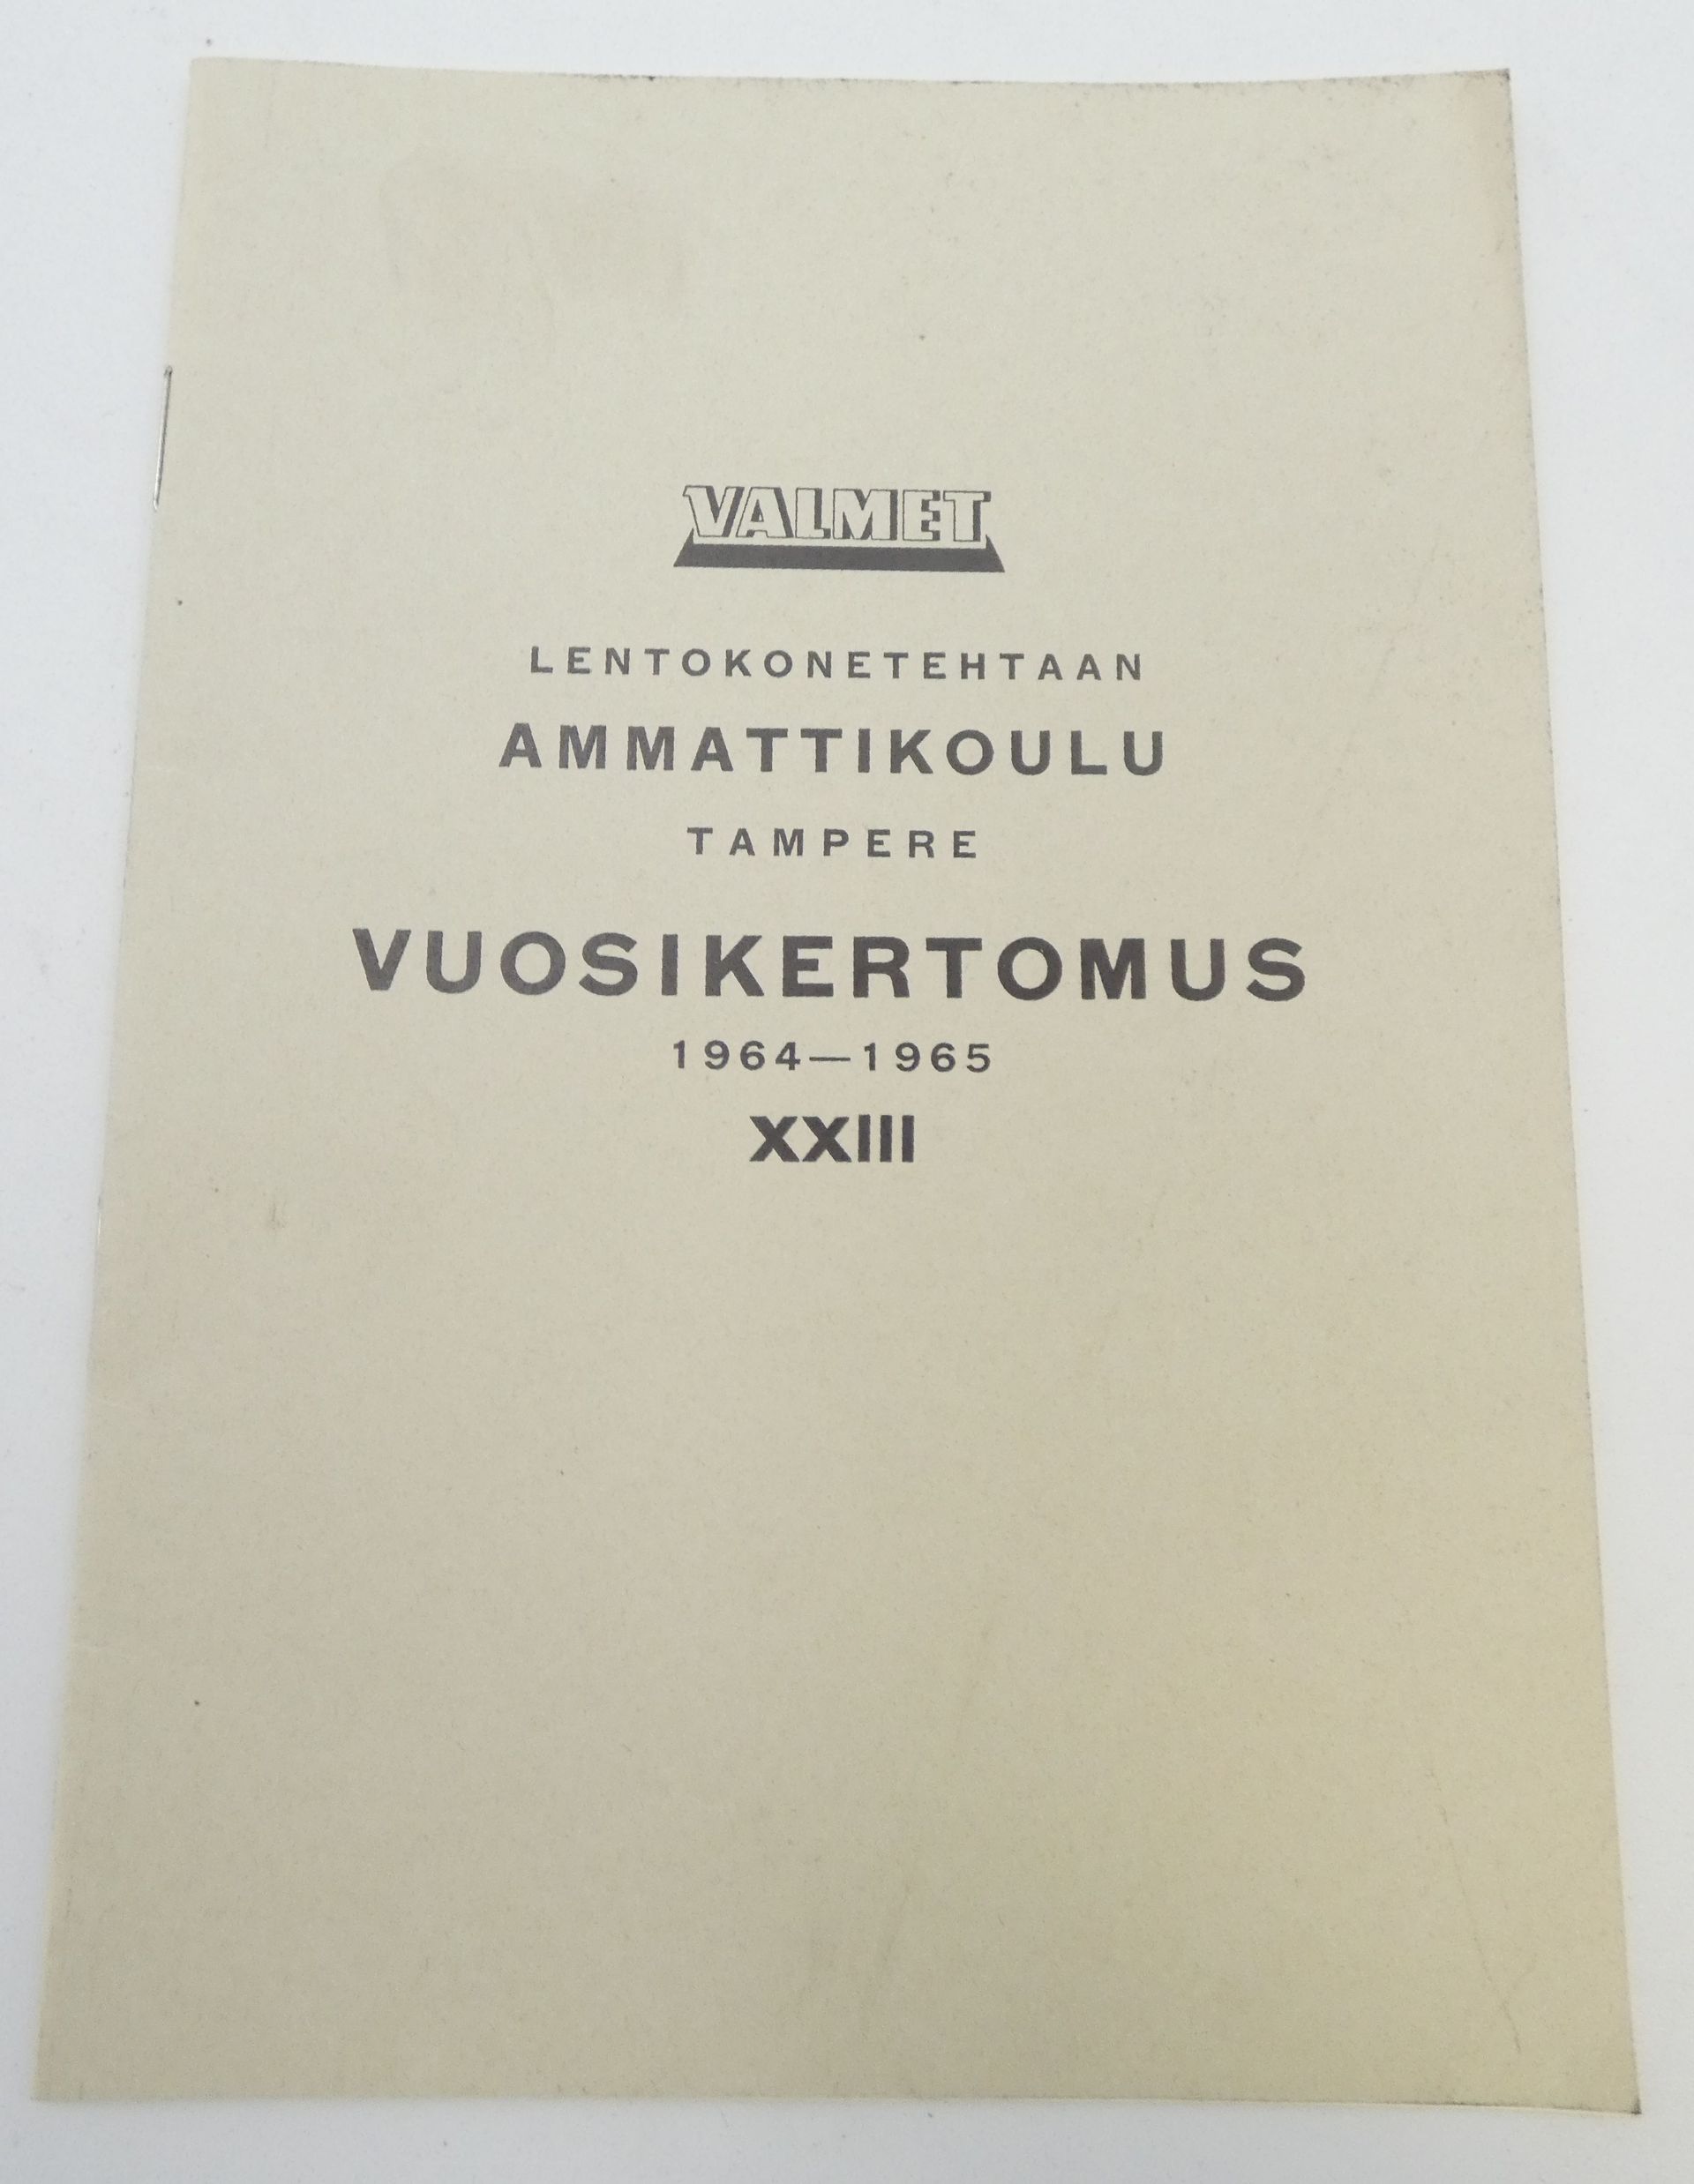 VALMET
LENTOKONETEHTAAN
AMMATTIKOULU
TAMPERE
VUOSIKERTOMUS
1964—1965
XXIII